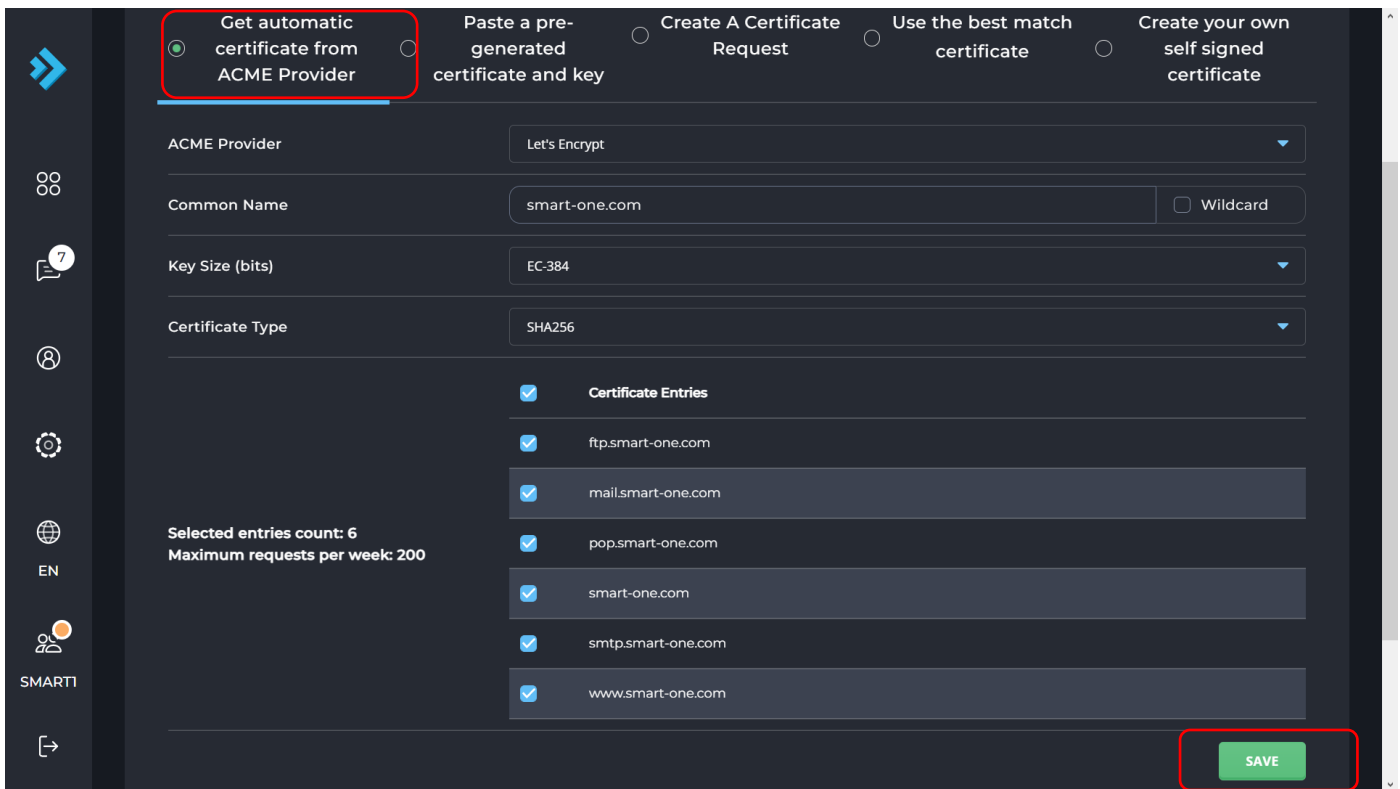 Get automatic
certificate from
ACME Provider
Paste a pre-
generated
certificate and key
Create A Certificate
Request
Use the best match
certificate
Create your own
self signed
certificate
ACME Provider
Let's Encrypt
Common Name
smart-one.com
Wildcard
Key Size (bits)
EC-384
Certificate Type
SHA256
Certificate Entries
ftp.smart-one.com
mail.smart-one.com
pop.smart-one.com
smart-one.com
smtp.smart-one.com
www.smart-one.com
Selected entries count: 6
Maximum requests per week: 200
7
EN
SMART1
SAVE